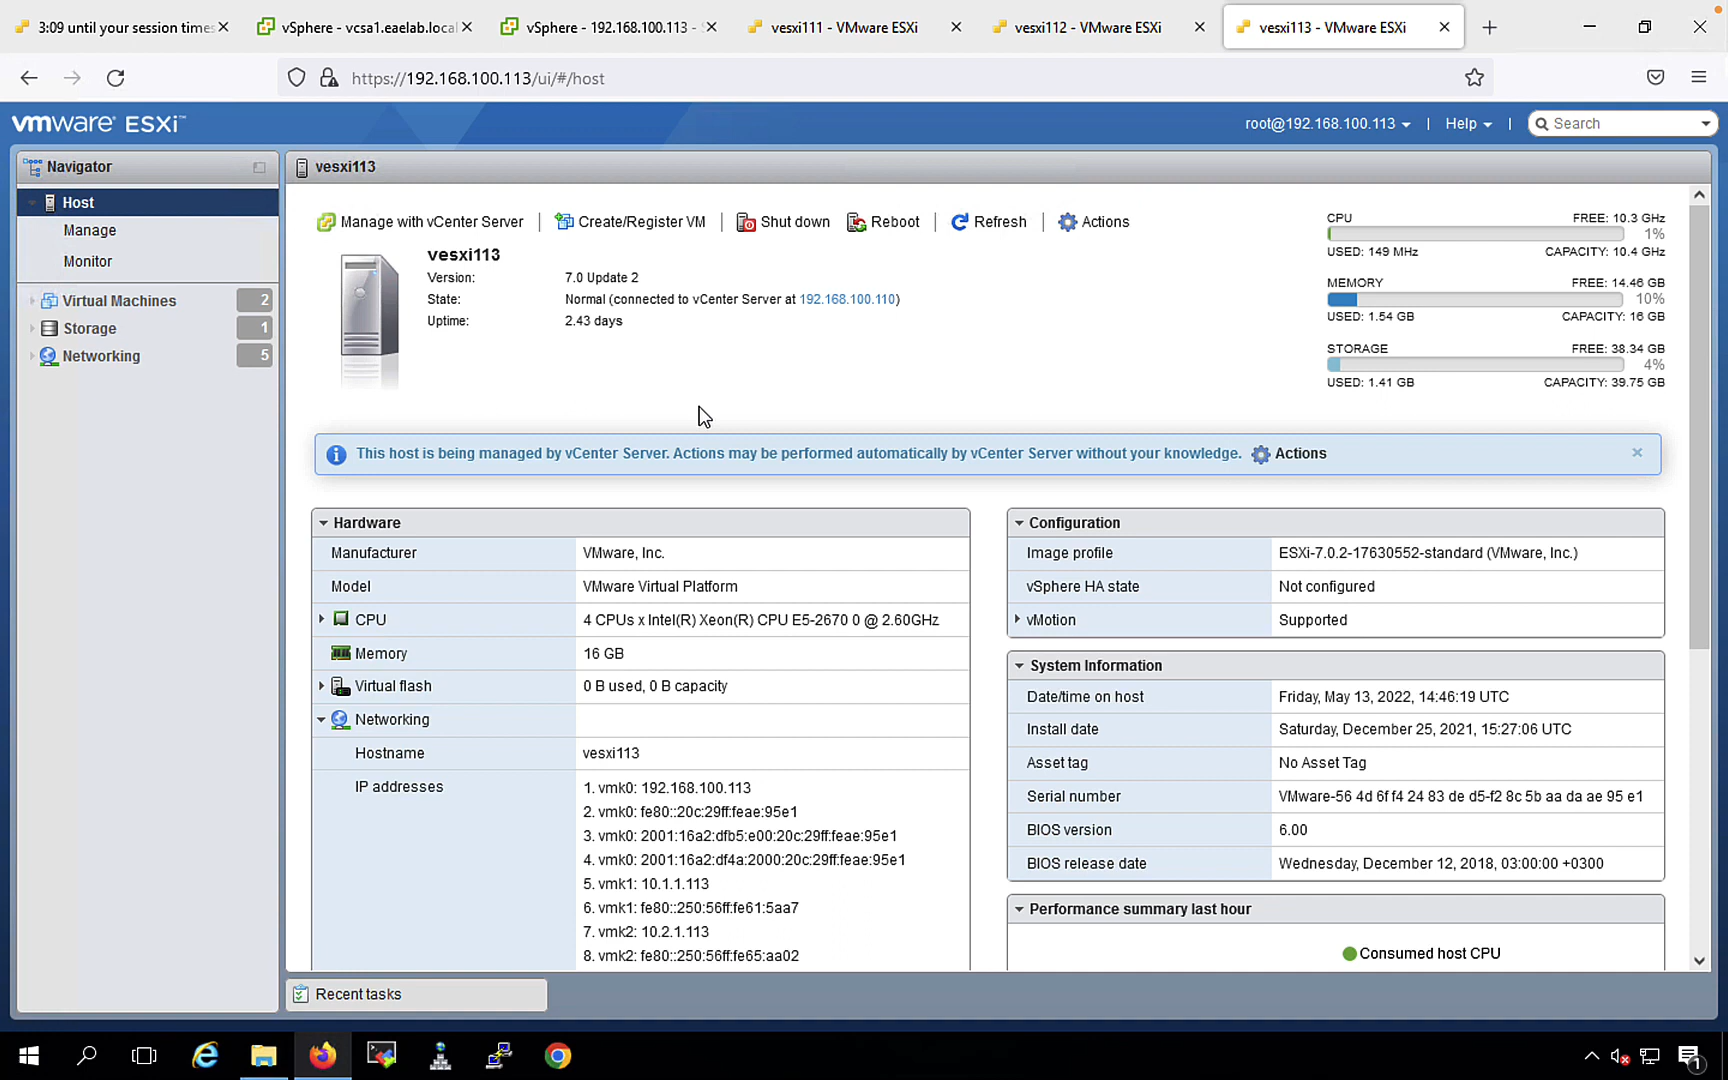 3:09 until your session times
vSphere - vcsa1.eaelab.local
vSphere - 192.168.100.113 - S
vesxi111 - VMware ESXi
vesxi112 - VMware ESXi
vesxi113 - VMware ESXi
https://192.168.100.113/ui/#/host
vmware ESXi™
root@192.168.100.113 | Help | Search
Navigator
Host
Manage
Monitor
Virtual Machines 2
Storage 1
Networking 5
vesxi113
Manage with vCenter Server | Create/Register VM | Shut down Reboot | Refresh | Actions
vesxi113
Version: 7.0 Update 2
State: Normal (connected to vCenter Server at 192.168.100.110)
Uptime: 2.43 days
CPU FREE: 10.3 GHz
1%
USED: 149 MHz CAPACITY: 10.4 GHz
MEMORY FREE: 14.46 GB
10%
USED: 1.54 GB CAPACITY: 16 GB
STORAGE FREE: 38.34 GB
4%
USED: 1.41 GB CAPACITY: 39.75 GB
This host is being managed by vCenter Server. Actions may be performed automatically by vCenter Server without your knowledge. Actions
Hardware
Manufacturer VMware, Inc.
Model VMware Virtual Platform
CPU 4 CPUs x Intel(R) Xeon(R) CPU E5-2670 0 @ 2.60GHz
Memory 16 GB
Virtual flash 0 B used, 0 B capacity
Networking
Hostname vesxi113
IP addresses 1. vmk0: 192.168.100.113
2. vmk0: fe80::20c:29ff:feae:95e1
3. vmk0: 2001:16a2:dfb5:e00:20c:29ff:feae:95e1
4. vmk0: 2001:16a2:df4a:2000:20c:29ff:feae:95e1
5. vmk1: 10.1.1.113
6. vmk1: fe80::250:56ff:fe61:5aa7
7. vmk2: 10.2.1.113
8. vmk2: fe80::250:56ff:fe65:aa02
Configuration
Image profile ESXi-7.0.2-17630552-standard (VMware, Inc.)
vSphere HA state Not configured
vMotion Supported
System Information
Date/time on host Friday, May 13, 2022, 14:46:19 UTC
Install date Saturday, December 25, 2021, 15:27:06 UTC
Asset tag No Asset Tag
Serial number VMware-56 4d 6f f4 24 83 de d5-f2 8c 5b aa da ae 95 e1
BIOS version 6.00
BIOS release date Wednesday, December 12, 2018, 03:00:00 +0300
Performance summary last hour
Consumed host CPU
Recent tasks
1